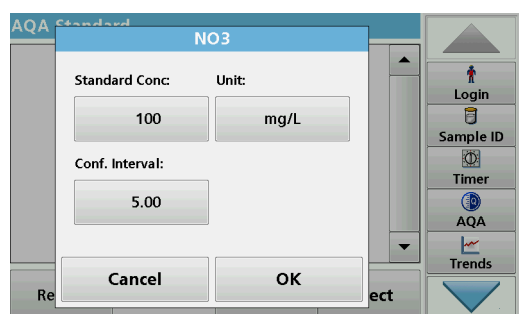 AQA Standard
NO3
Standard Conc: Unit:
100 mg/L
Conf. Interval:
5.00
Cancel OK
Login
Sample ID
Timer
AQA
Trends